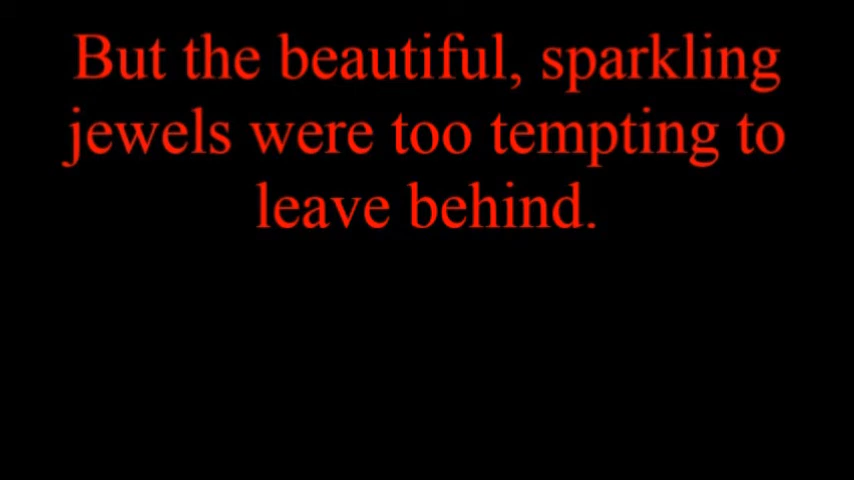 But the beautiful, sparkling
jewels were too tempting to
leave behind.